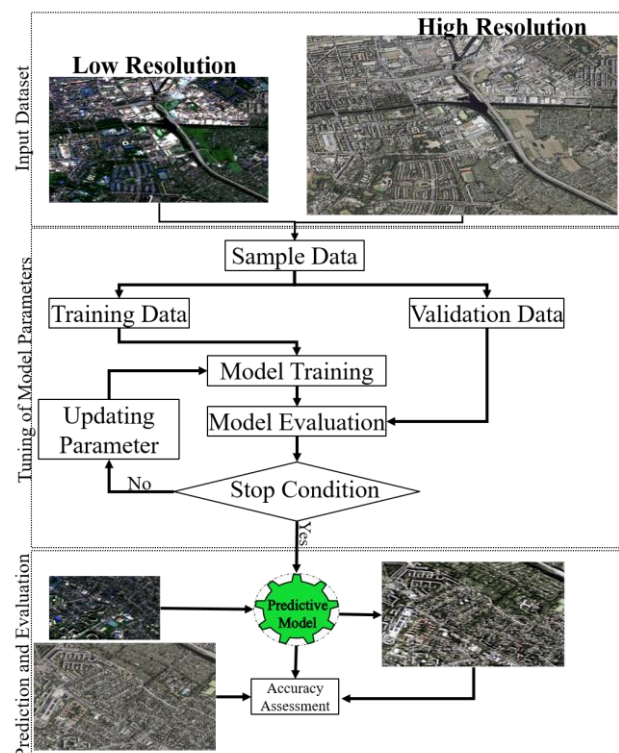 High Resolution
Low Resolution
Input Dataset
Sample Data
Training Data
Validation Data
Model Training
Updating
Parameter
Model Evaluation
No
Stop Condition
Yes
Tuning of Model Parameters
Predictive
Model
Accuracy
Assessment
Prediction and Evaluation